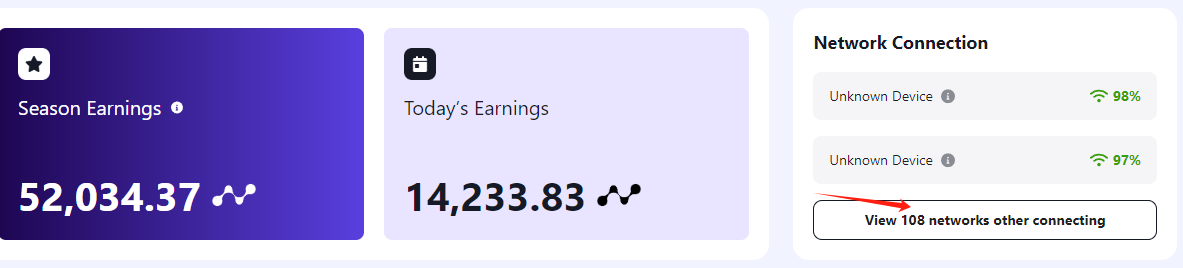 Season Earnings
52,034.37
Today's Earnings
14,233.83
Network Connection
Unknown Device
98%
Unknown Device
97%
View 108 networks other connecting